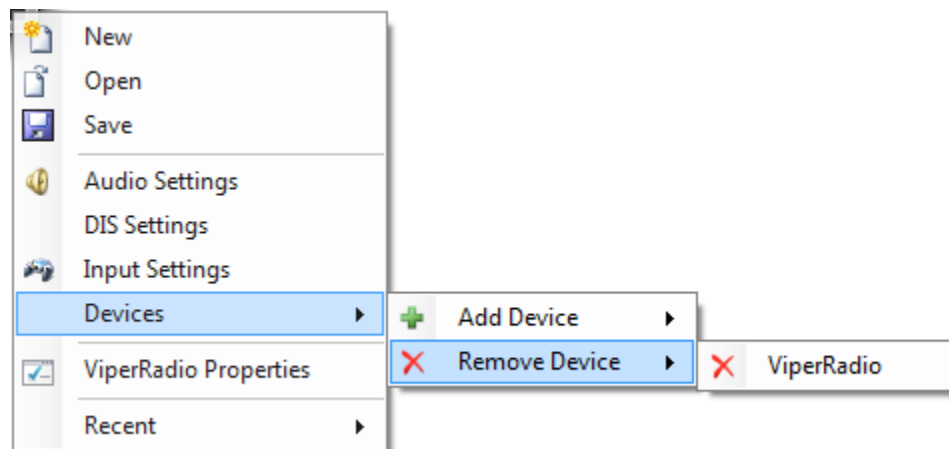 New
Open
Save
Audio Settings
DIS Settings
Input Settings
Devices
ViperRadio Properties
Recent
Add Device
Remove Device
ViperRadio